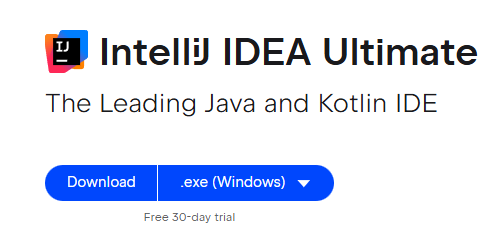 IJ
IntelliJ IDEA Ultimate
The Leading Java and Kotlin IDE
Download
.exe (Windows)
Free 30-day trial